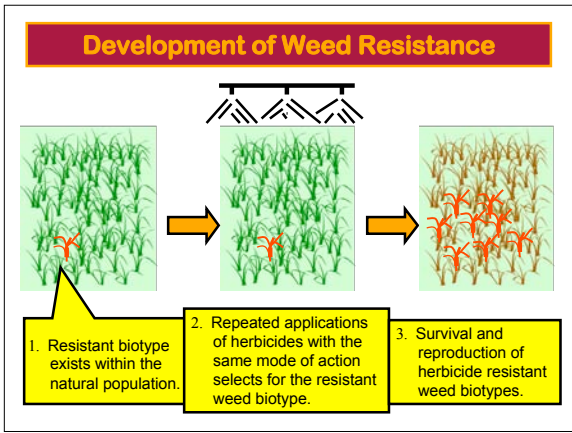 Development of Weed Resistance
1. Resistant biotype
exists within the
natural population.
2. Repeated applications
of herbicides with the
same mode of action
selects for the resistant
weed biotype.
3. Survival and
reproduction of
herbicide resistant
weed biotypes.